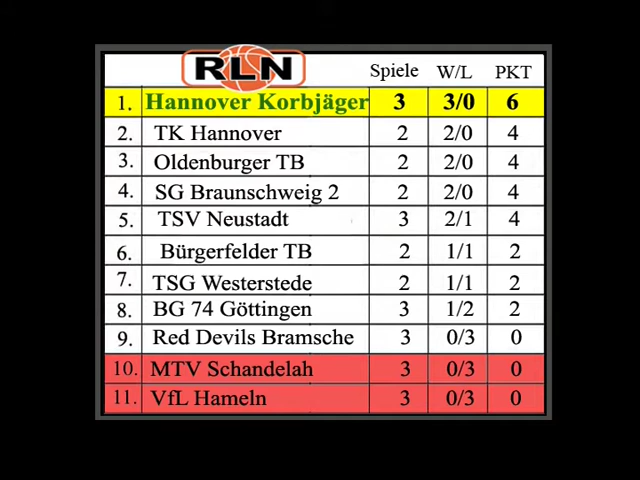 RLN Spiele W/L PKT
1. Hannover Korbjäger 3 3/0 6
2. TK Hannover 2 2/0 4
3. Oldenburger TB 2 2/0 4
4. SG Braunschweig 2 2 2/0 4
5. TSV Neustadt 3 2/1 4
6. Bürgerfelder TB 2 1/1 2
7. TSG Westerstede 2 1/1 2
8. BG 74 Göttingen 3 1/2 2
9. Red Devils Bramsche 3 0/3 0
10. MTV Schandelah 3 0/3 0
11. VfL Hameln 3 0/3 0